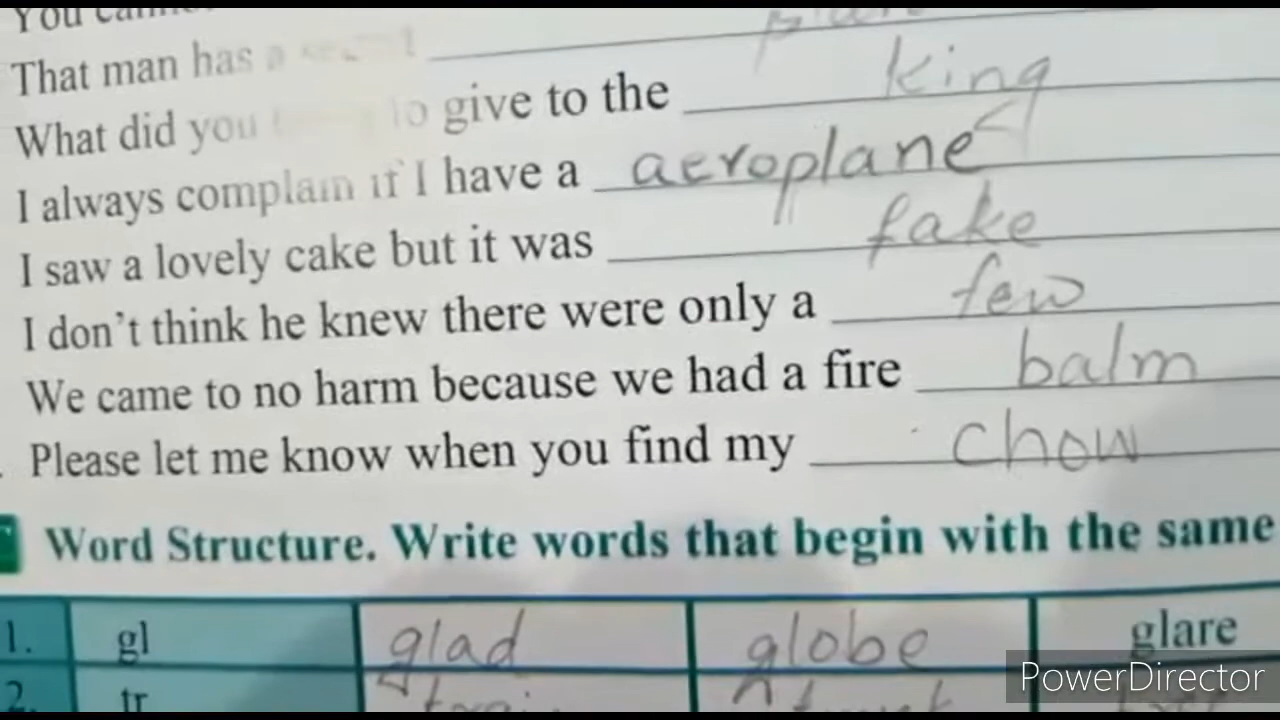 You
That man has a
What did you to give to the king
I always complain if I have a aeroplane
I saw a lovely cake but it was fake
I don't think he knew there were only a few
We came to no harm because we had a fire balm
Please let me know when you find my chow
Word Structure. Write words that begin with the same
1. gl glad globe glare
2. tr
PowerDirector